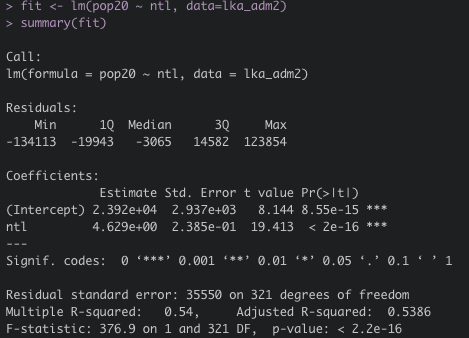 > fit <- lm(pop20 ~ ntl, data=lka_adm2)
> summary(fit)

Call:
lm(formula = pop20 ~ ntl, data = lka_adm2)

Residuals:
    Min      1Q  Median      3Q     Max
-134113  -19943   -3065   14582  123854

Coefficients:
             Estimate Std. Error t value Pr(>|t|)
(Intercept) 2.392e+04  2.937e+03   8.144 8.55e-15 ***
ntl         4.629e+00  2.385e-01  19.413  < 2e-16 ***
---
Signif. codes:  0 ‘***’ 0.001 ‘**’ 0.01 ‘*’ 0.05 ‘.’ 0.1 ‘ ’ 1

Residual standard error: 35550 on 321 degrees of freedom
Multiple R-squared:   0.54,	Adjusted R-squared:  0.5386
F-statistic: 376.9 on 1 and 321 DF,  p-value: < 2.2e-16